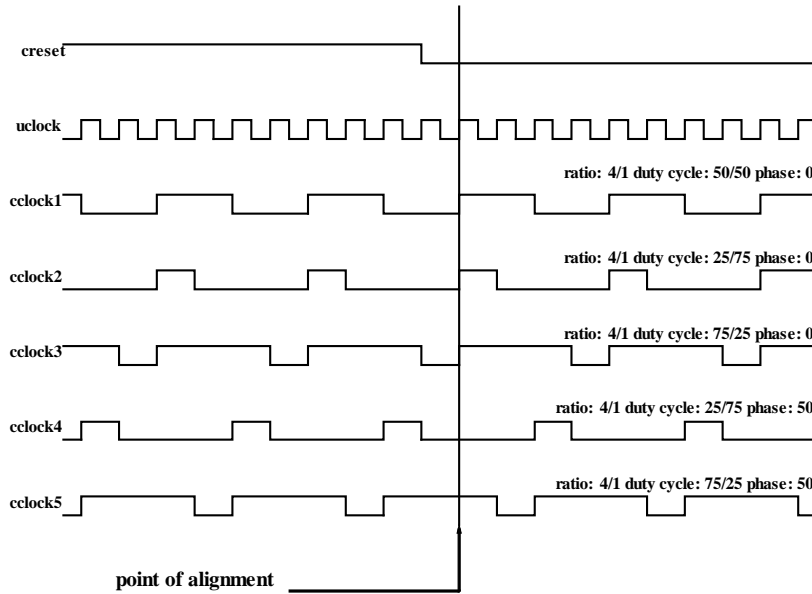 creset
uclock
ratio: 4/1 duty cycle: 50/50 phase: 0
cclock1
ratio: 4/1 duty cycle: 25/75 phase: 0
cclock2
ratio: 4/1 duty cycle: 75/25 phase: 0
cclock3
ratio: 4/1 duty cycle: 25/75 phase: 50
cclock4
ratio: 4/1 duty cycle: 75/25 phase: 50
cclock5
point of alignment